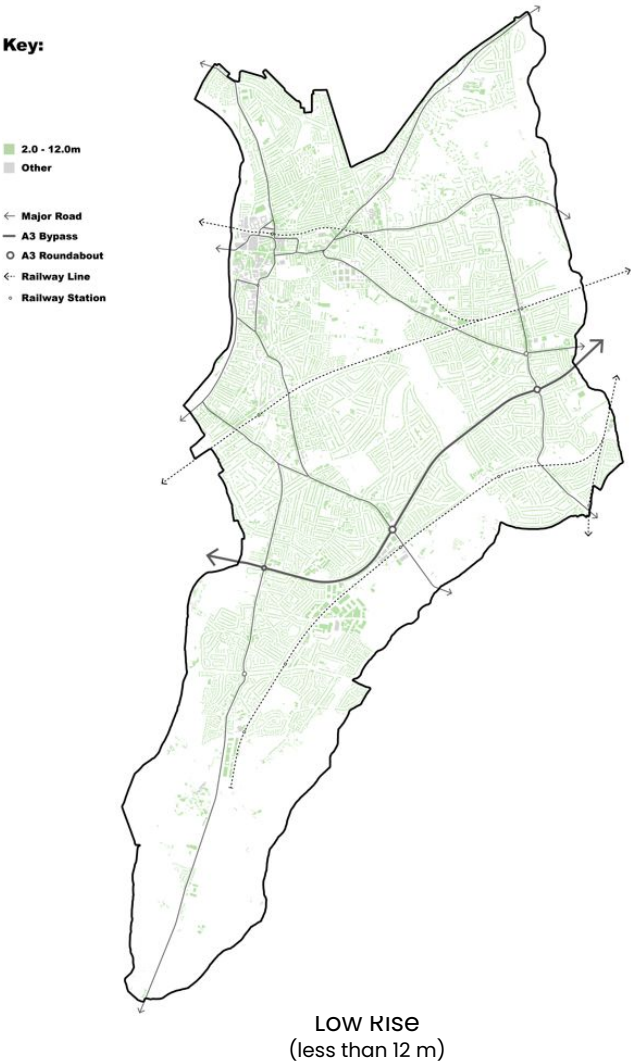 Key:
2.0 - 12.0m
Other
Major Road
A3 Bypass
A3 Roundabout
Railway Line
Railway Station
Low Rise
(less than 12 m)